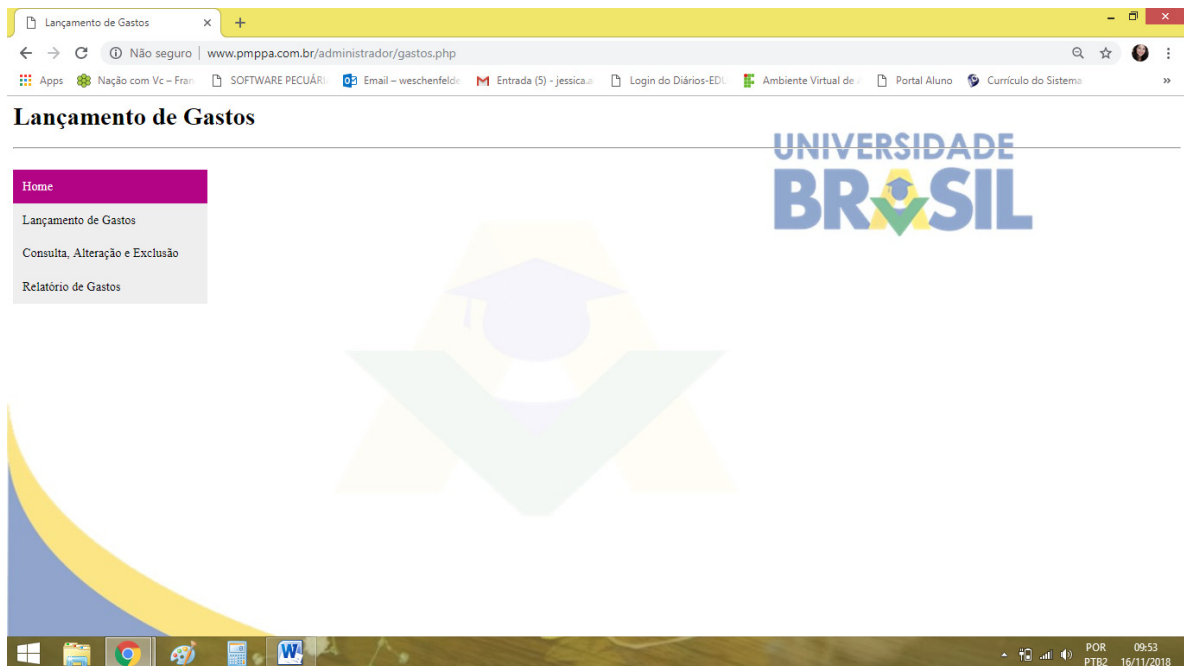 Lançamento de Gastos
Não seguro | www.pmppa.com.br/administrador/gastos.php
Apps Nação com Vc – Fran SOFTWARE PECUÁRI Email – weschenfelde Entrada (5) - jessica.a Login do Diários-EDU Ambiente Virtual de Portal Aluno Currículo do Sistema »
Lançamento de Gastos
UNIVERSIDADE
BRASIL
Home
Lançamento de Gastos
Consulta, Alteração e Exclusão
Relatório de Gastos
POR 09:53
PTB2 16/11/2018